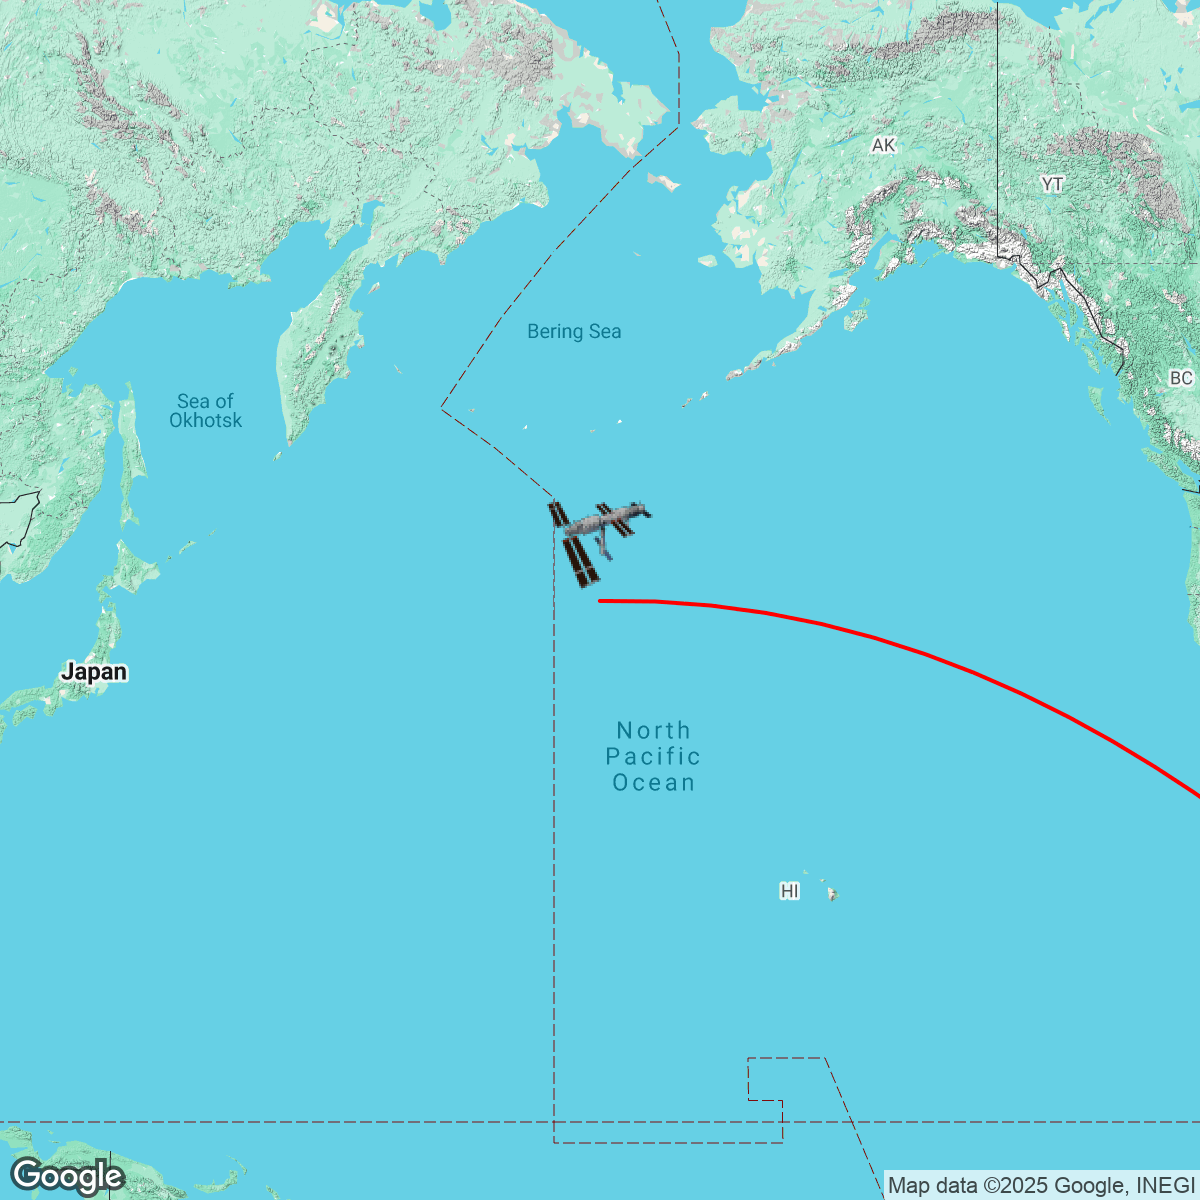 AK
YT
Bering Sea
BC
Sea of
Okhotsk
Japan
North
Pacific
Ocean
HI
Google
Map data ©2025 Google, INEGI